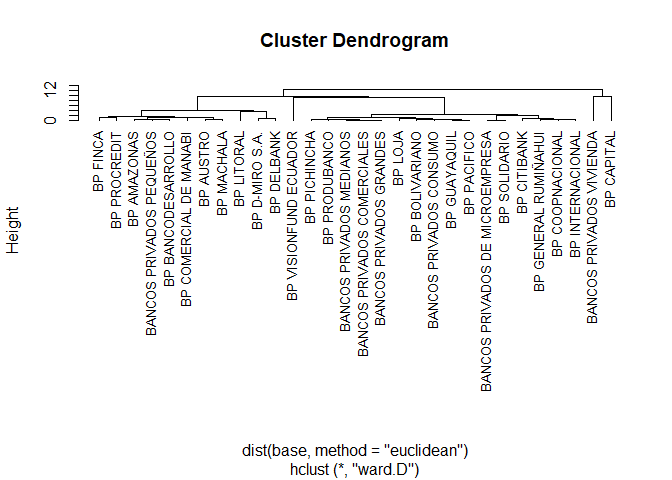 Cluster Dendrogram
12
0
Height
BP FINCA
BP PROCREDIT
BP AMAZONAS
BANCOS PRIVADOS PEQUEÑOS
BP BANCODESARROLLO
BP COMERCIAL DE MANABI
BP AUSTRO
BP MACHALA
BP LITORAL
BP D-MIRO S.A.
BP DELBANK
BP VISIONFUND ECUADOR
BP PICHINCHA
BP PRODUBANCO
BANCOS PRIVADOS MEDIANOS
BANCOS PRIVADOS COMERCIALES
BANCOS PRIVADOS GRANDES
BP LOJA
BP BOLIVARIANO
BANCOS PRIVADOS CONSUMO
BP GUAYAQUIL
BP PACIFICO
BANCOS PRIVADOS DE MICROEMPRESA
BP SOLIDARIO
BP CITIBANK
BP GENERAL RUMIÑAHUI
BP COOPNACIONAL
BP INTERNACIONAL
BANCOS PRIVADOS VIVIENDA
BP CAPITAL
dist(base, method = "euclidean")
hclust (*, "ward.D")